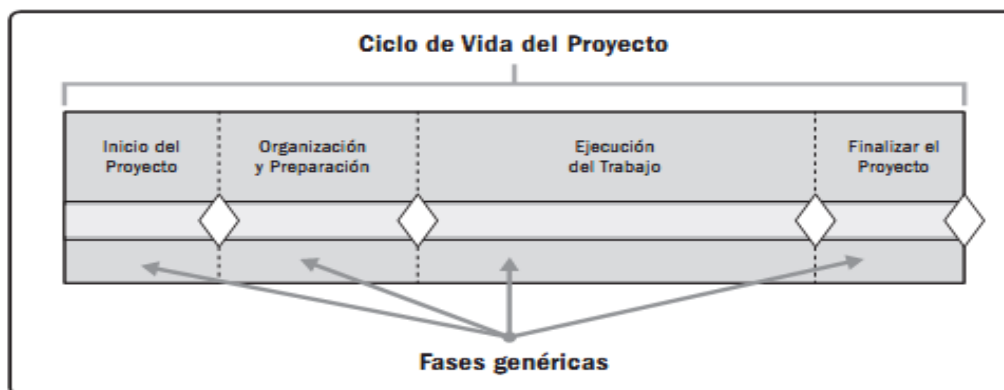 Ciclo de Vida del Proyecto
Inicio del
Proyecto
Organización
y Preparación
Ejecución
del Trabajo
Finalizar el
Proyecto
Fases genéricas